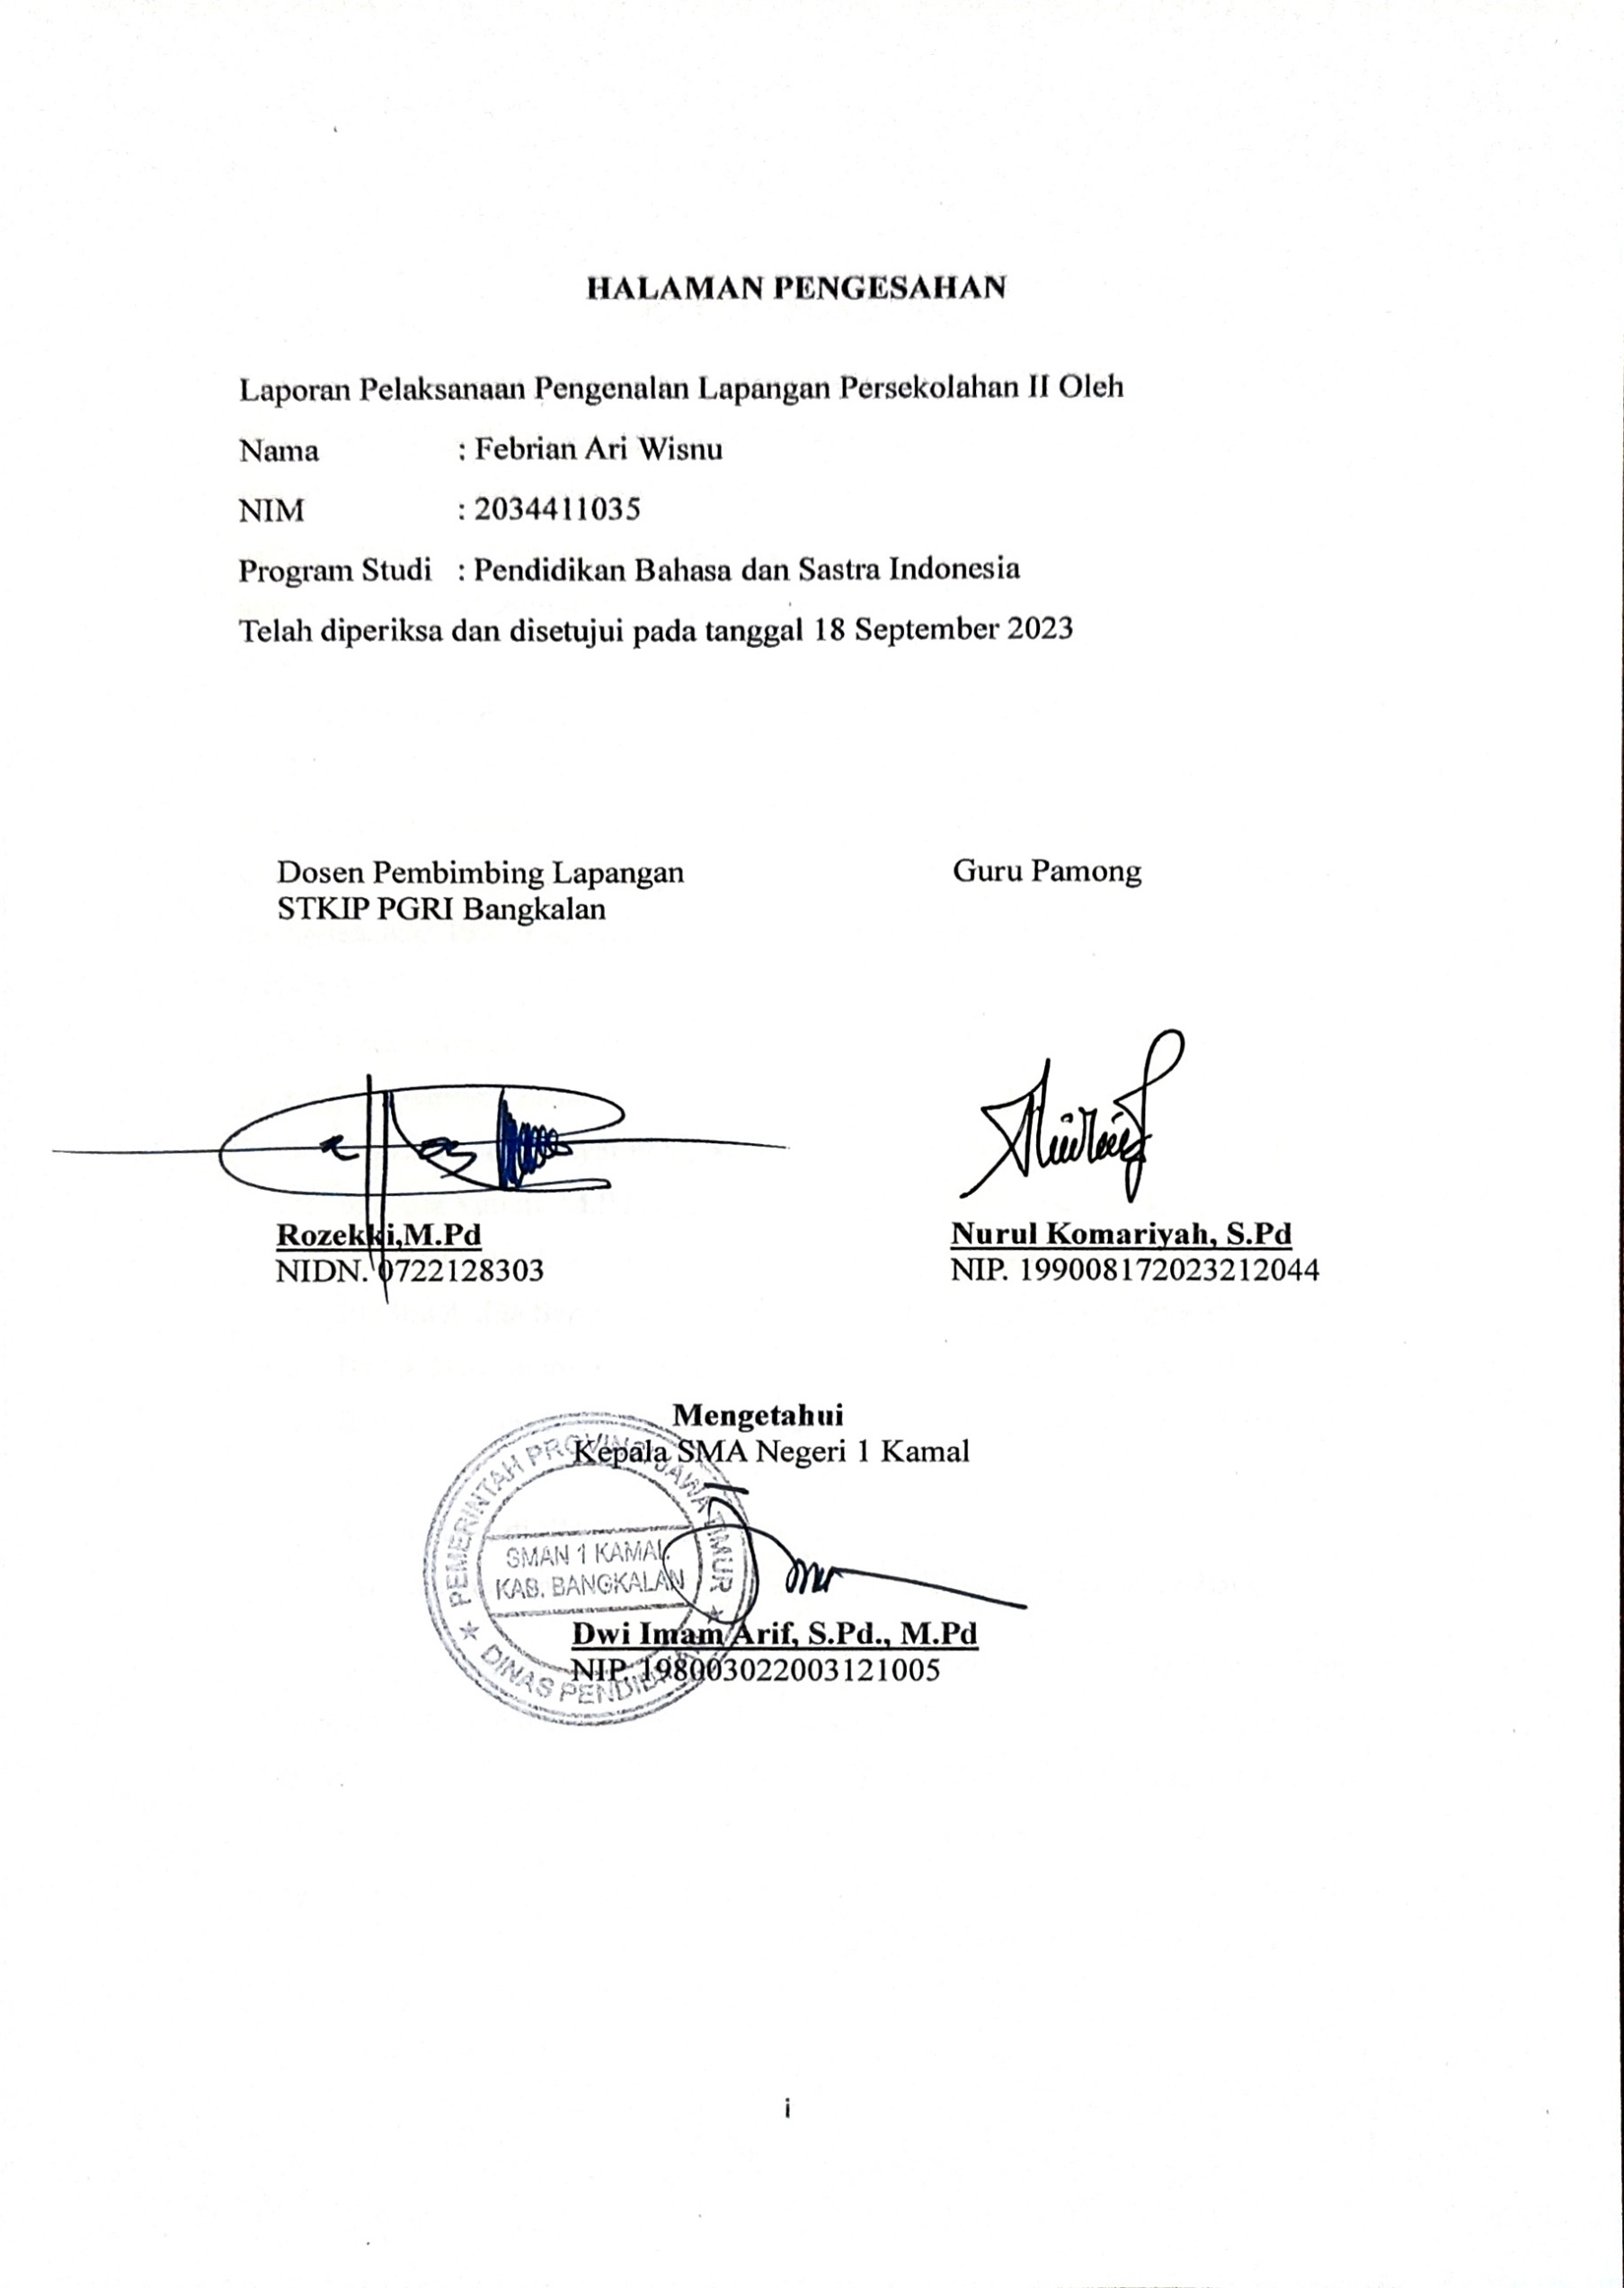 HALAMAN PENGESAHAN
Laporan Pelaksanaan Pengenalan Lapangan Persekolahan II Oleh
Nama : Febrian Ari Wisnu
NIM : 2034411035
Program Studi : Pendidikan Bahasa dan Sastra Indonesia
Telah diperiksa dan disetujui pada tanggal 18 September 2023
Dosen Pembimbing Lapangan
STKIP PGRI Bangkalan
Guru Pamong
Rozekki,M.Pd
NIDN. 0722128303
Nurul Komariyah, S.Pd
NIP. 199008172023212044
Mengetahui
Kepala SMA Negeri 1 Kamal
PEMERINTAH PROVINSI JAWA TIMUR
SMAN 1 KAMAL
KAB. BANGKALAN
DINAS
Dwi Imam Arif, S.Pd., M.Pd
NIP. 198003022003121005
i